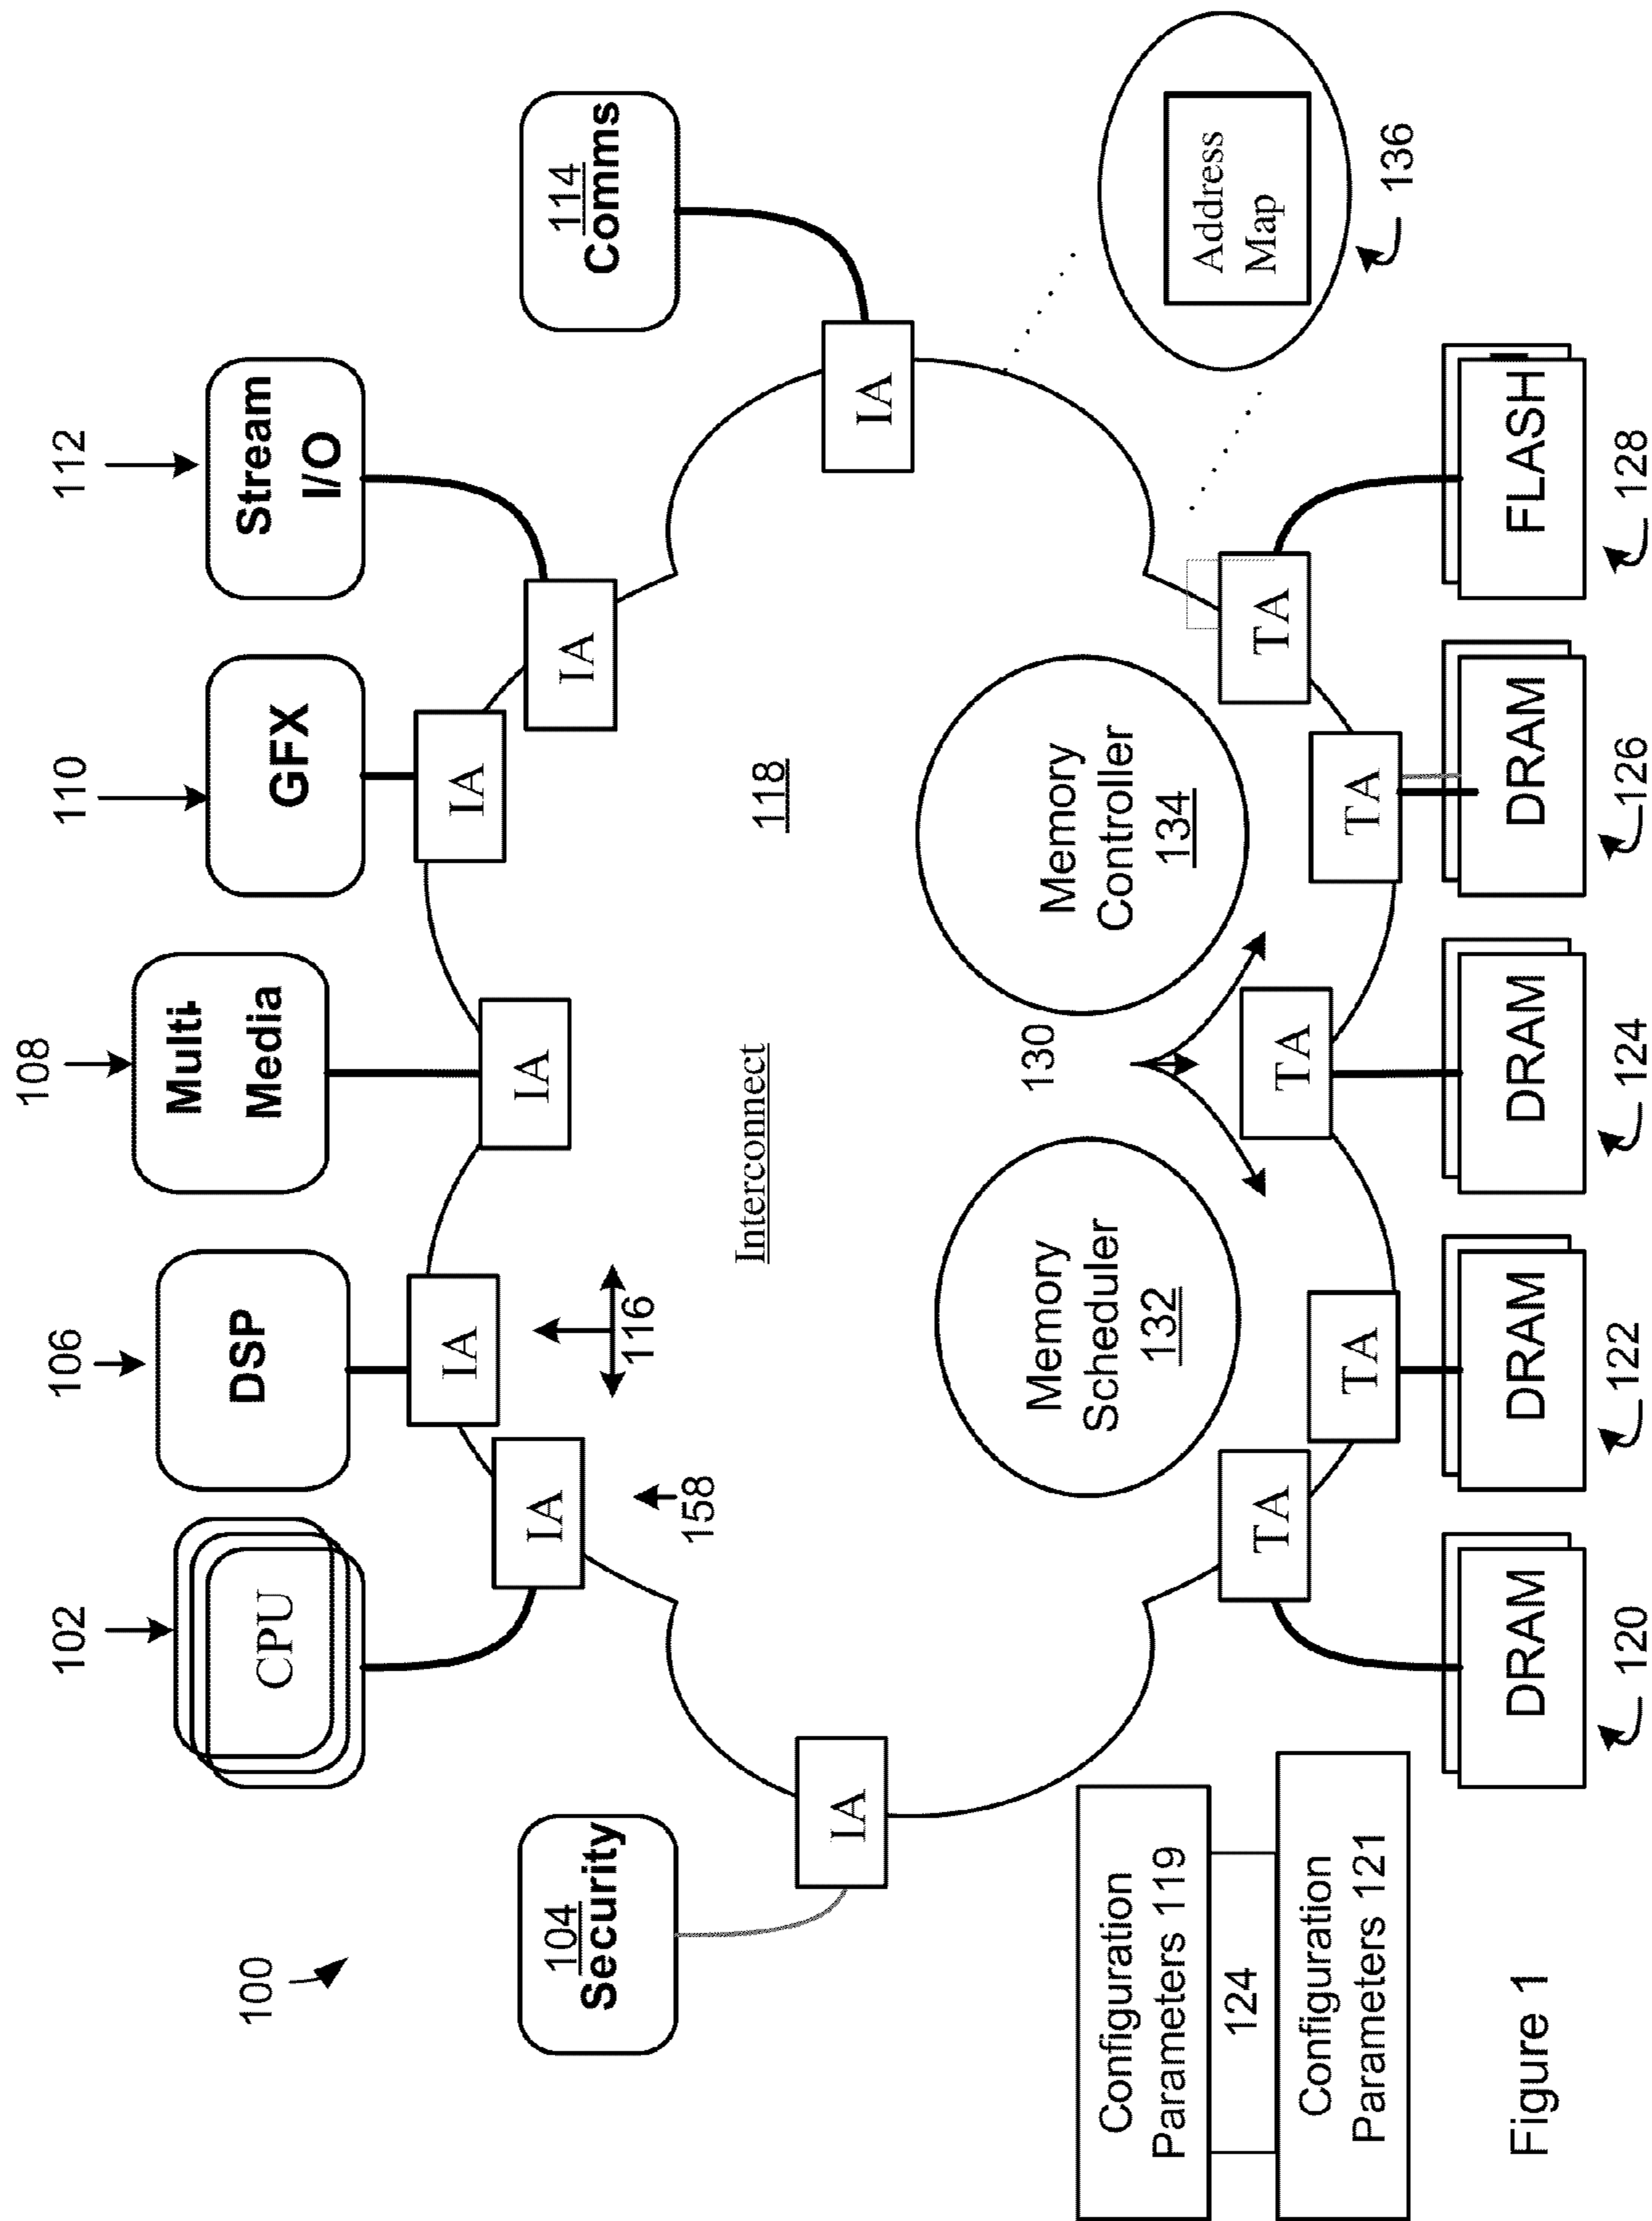 100
102
106
108
110
112
CPU
DSP
Multi-
Media
GFX
Stream
I/O
104
Security
114
Comms
IA
IA
IA
IA
IA
IA
IA
158
116
Interconnect
118
Memory
Scheduler
132
130
Memory
Controller
134
Address
Map
136
Configuration
Parameters 119
124
Configuration
Parameters 121
TA
TA
TA
TA
TA
DRAM
DRAM
DRAM
DRAM
FLASH
120
122
124
126
128
Figure 1